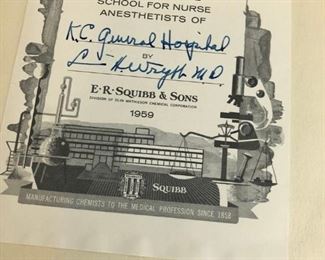 SCHOOL FOR NURSE
ANESTHETISTS OF
K.C. General Hospital
BY
M.D.
E·R·SQUIBB & SONS
DIVISION OF OLIN MATHIESON CHEMICAL CORPORATION
1959
SQUIBB
MANUFACTURING CHEMISTS TO THE MEDICAL PROFESSION SINCE 1858